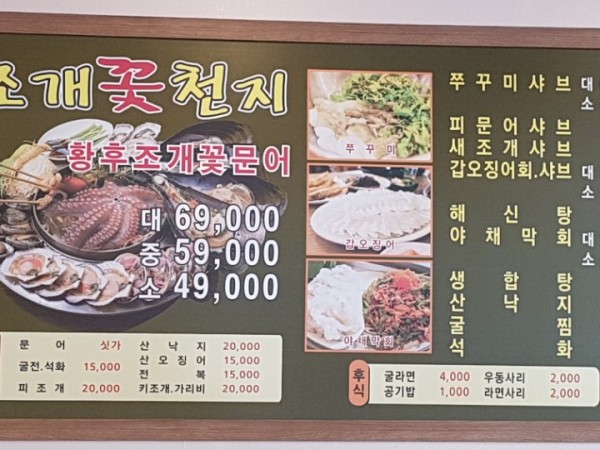 조개꽃천지
황후조개꽃문어
대 69,000
중 59,000
소 49,000
문 어 싯가
굴전.석화 15,000
피 조 개 20,000
산 낙 지 20,000
산 오 징 어 15,000
전 복 15,000
키조개.가리비 20,000
쭈꾸미
갑오징어
야채막회
쭈꾸미샤브 대
소
피문어샤브
새조개샤브
갑오징어회.샤브 대
소
해 신 탕
야채막회 대
소
생 합 탕
산 낙 지
굴 찜
석 화
후식
굴라면 4,000 우동사리 2,000
공기밥 1,000 라면사리 2,000